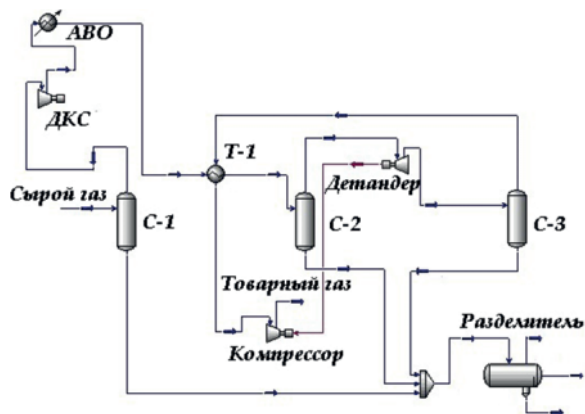 АВО
ДКС
Т-1
Детандер
Сырой газ
С-1
С-2
С-3
Товарный газ
Разделитель
Компрессор